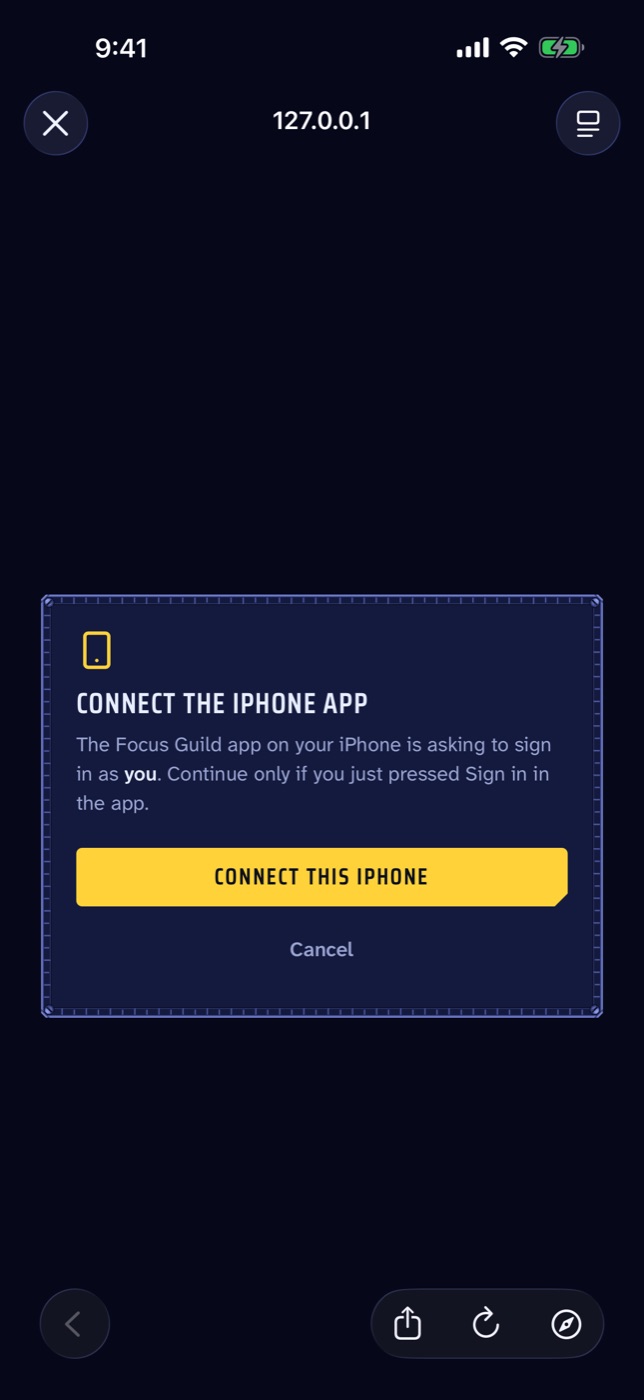 9:41
127.0.0.1
CONNECT THE IPHONE APP
The Focus Guild app on your iPhone is asking to sign
in as you. Continue only if you just pressed Sign in in
the app.
CONNECT THIS IPHONE
Cancel